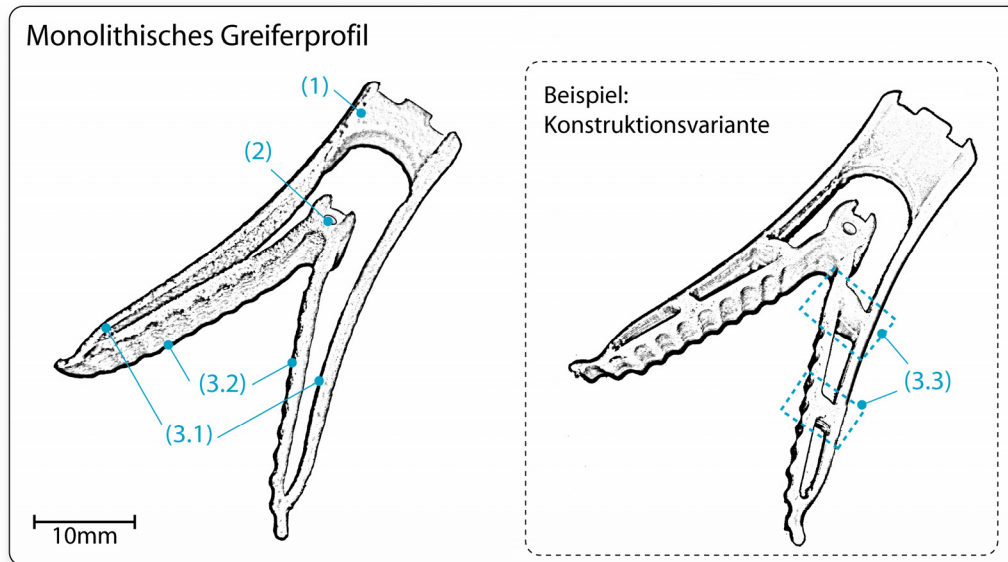 Monolithisches Greiferprofil
(1)
(2)
(3.2)
(3.1)
10mm
Beispiel:
Konstruktionsvariante
(3.3)